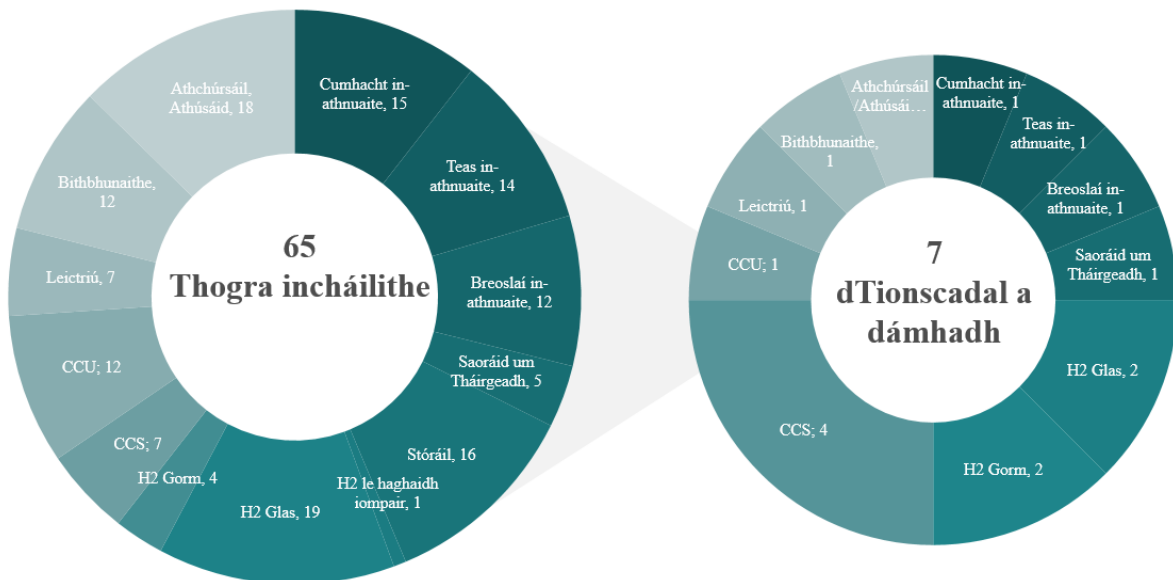 Cumhacht in-
athnuaite, 15
Teas in-
athnuaite, 14
Breoslaí in-
athnuaite, 12
Saoráid um
Tháirgeadh, 5
Stóráil, 16
H2 le haghaidh
iompair, 1
H2 Glas, 19
H2 Gorm, 4
CCS; 7
CCU; 12
Leictriú, 7
Bithbhunaithe,
12
Athchúrsáil,
Athúsáid, 18
65
Thogra incháilithe
Cumhacht in-
athnuaite, 1
Teas in-
athnuaite, 1
Breoslaí in-
athnuaite, 1
Saoráid um
Tháirgeadh, 1
H2 Glas, 2
H2 Gorm, 2
CCS; 4
CCU; 1
Leictriú, 1
Bithbhunaithe,
1
Athchúrsáil
/Athúsái…
7
dTionscadal a
dámhadh